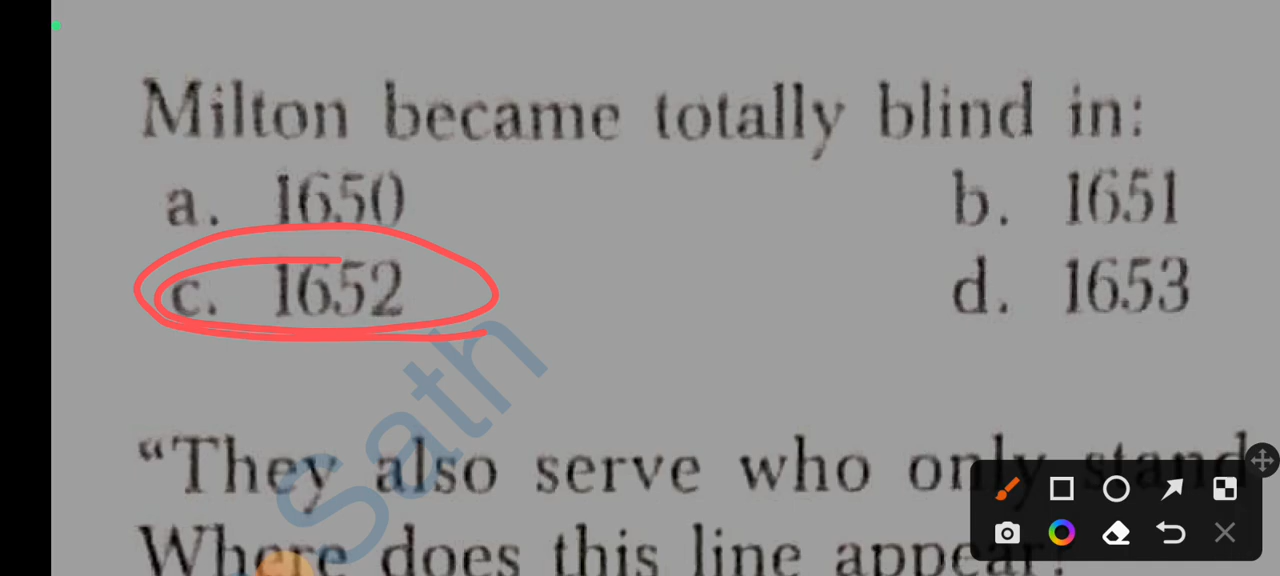 Milton became totally blind in:
a. 1650 b. 1651
c. 1652 d. 1653
Sath
“They also serve who only stand
Where does this line appear?